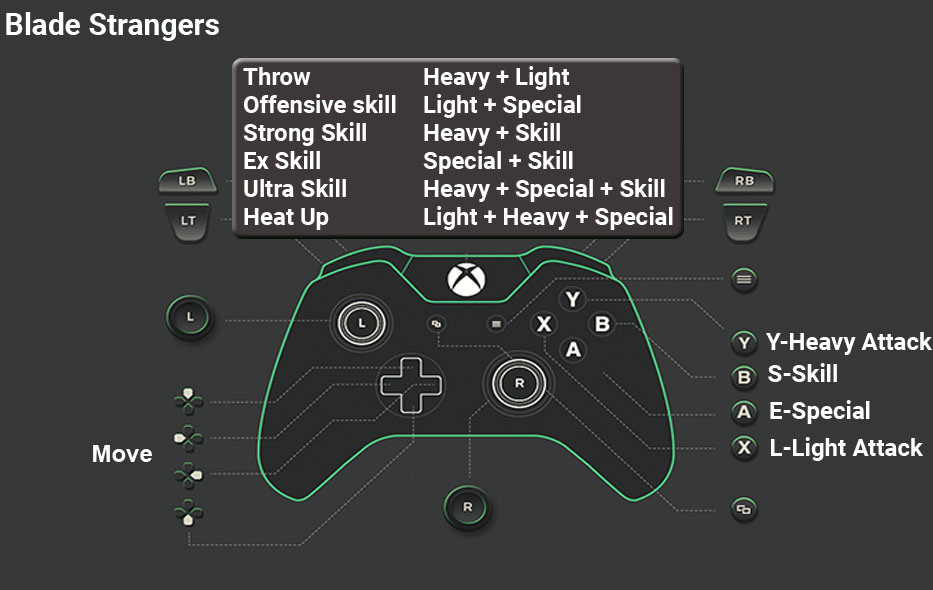 Blade Strangers
Throw Heavy + Light
Offensive skill Light + Special
Strong Skill Heavy + Skill
Ex Skill Special + Skill
Ultra Skill Heavy + Special + Skill
Heat Up Light + Heavy + Special
LB
RB
LT
RT
L
L
Y
X
B
A
R
Y Y-Heavy Attack
B S-Skill
A E-Special
X L-Light Attack
Move
R